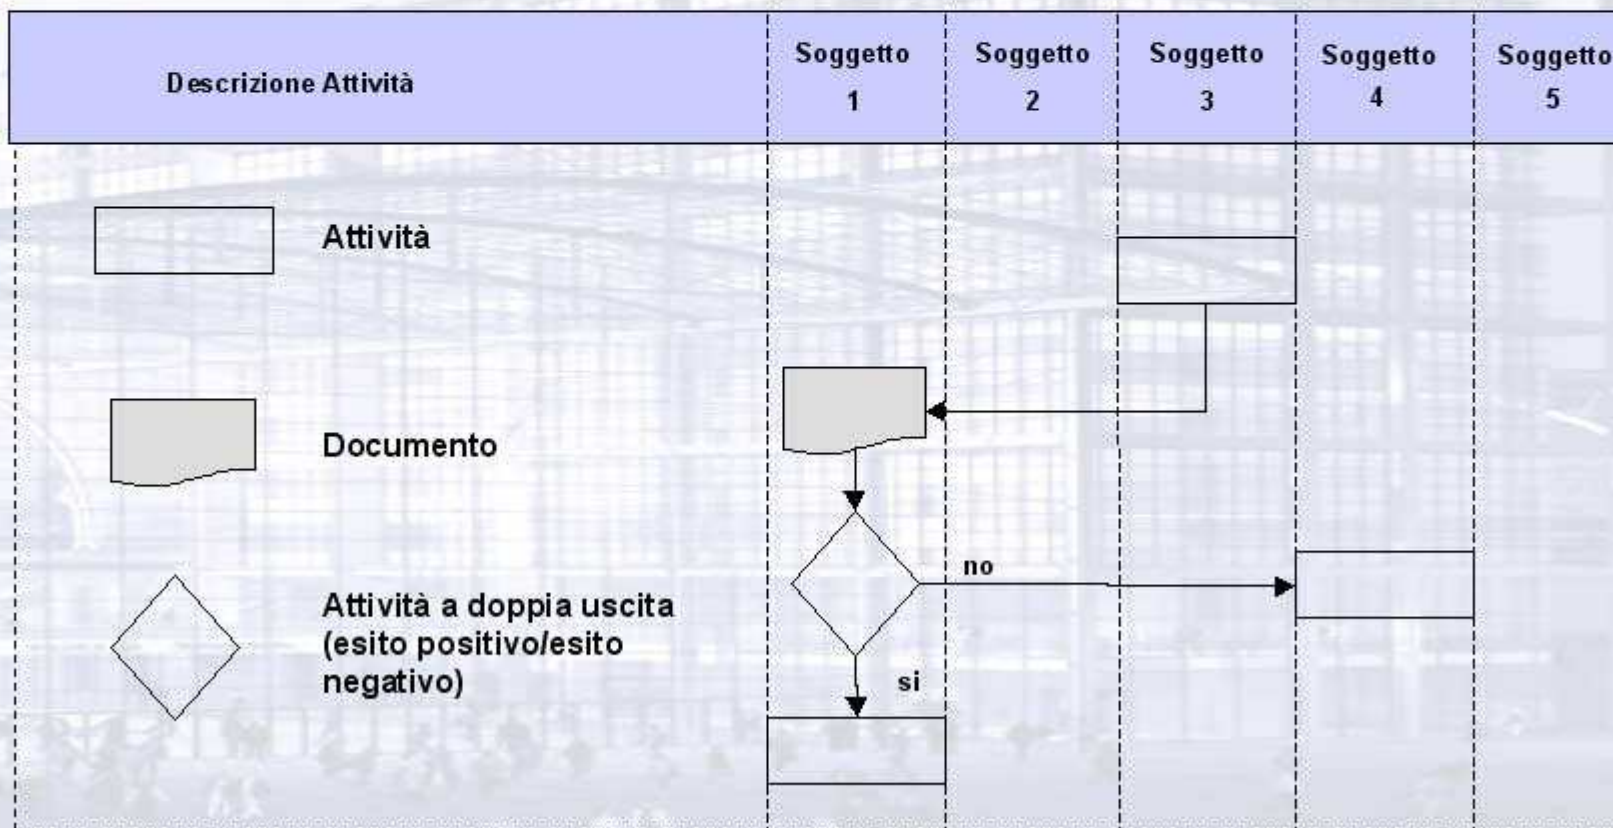 Descrizione Attività
Soggetto
1
Soggetto
2
Soggetto
3
Soggetto
4
Soggetto
5
Attività
Documento
Attività a doppia uscita
(esito positivo/esito
negativo)
no
si